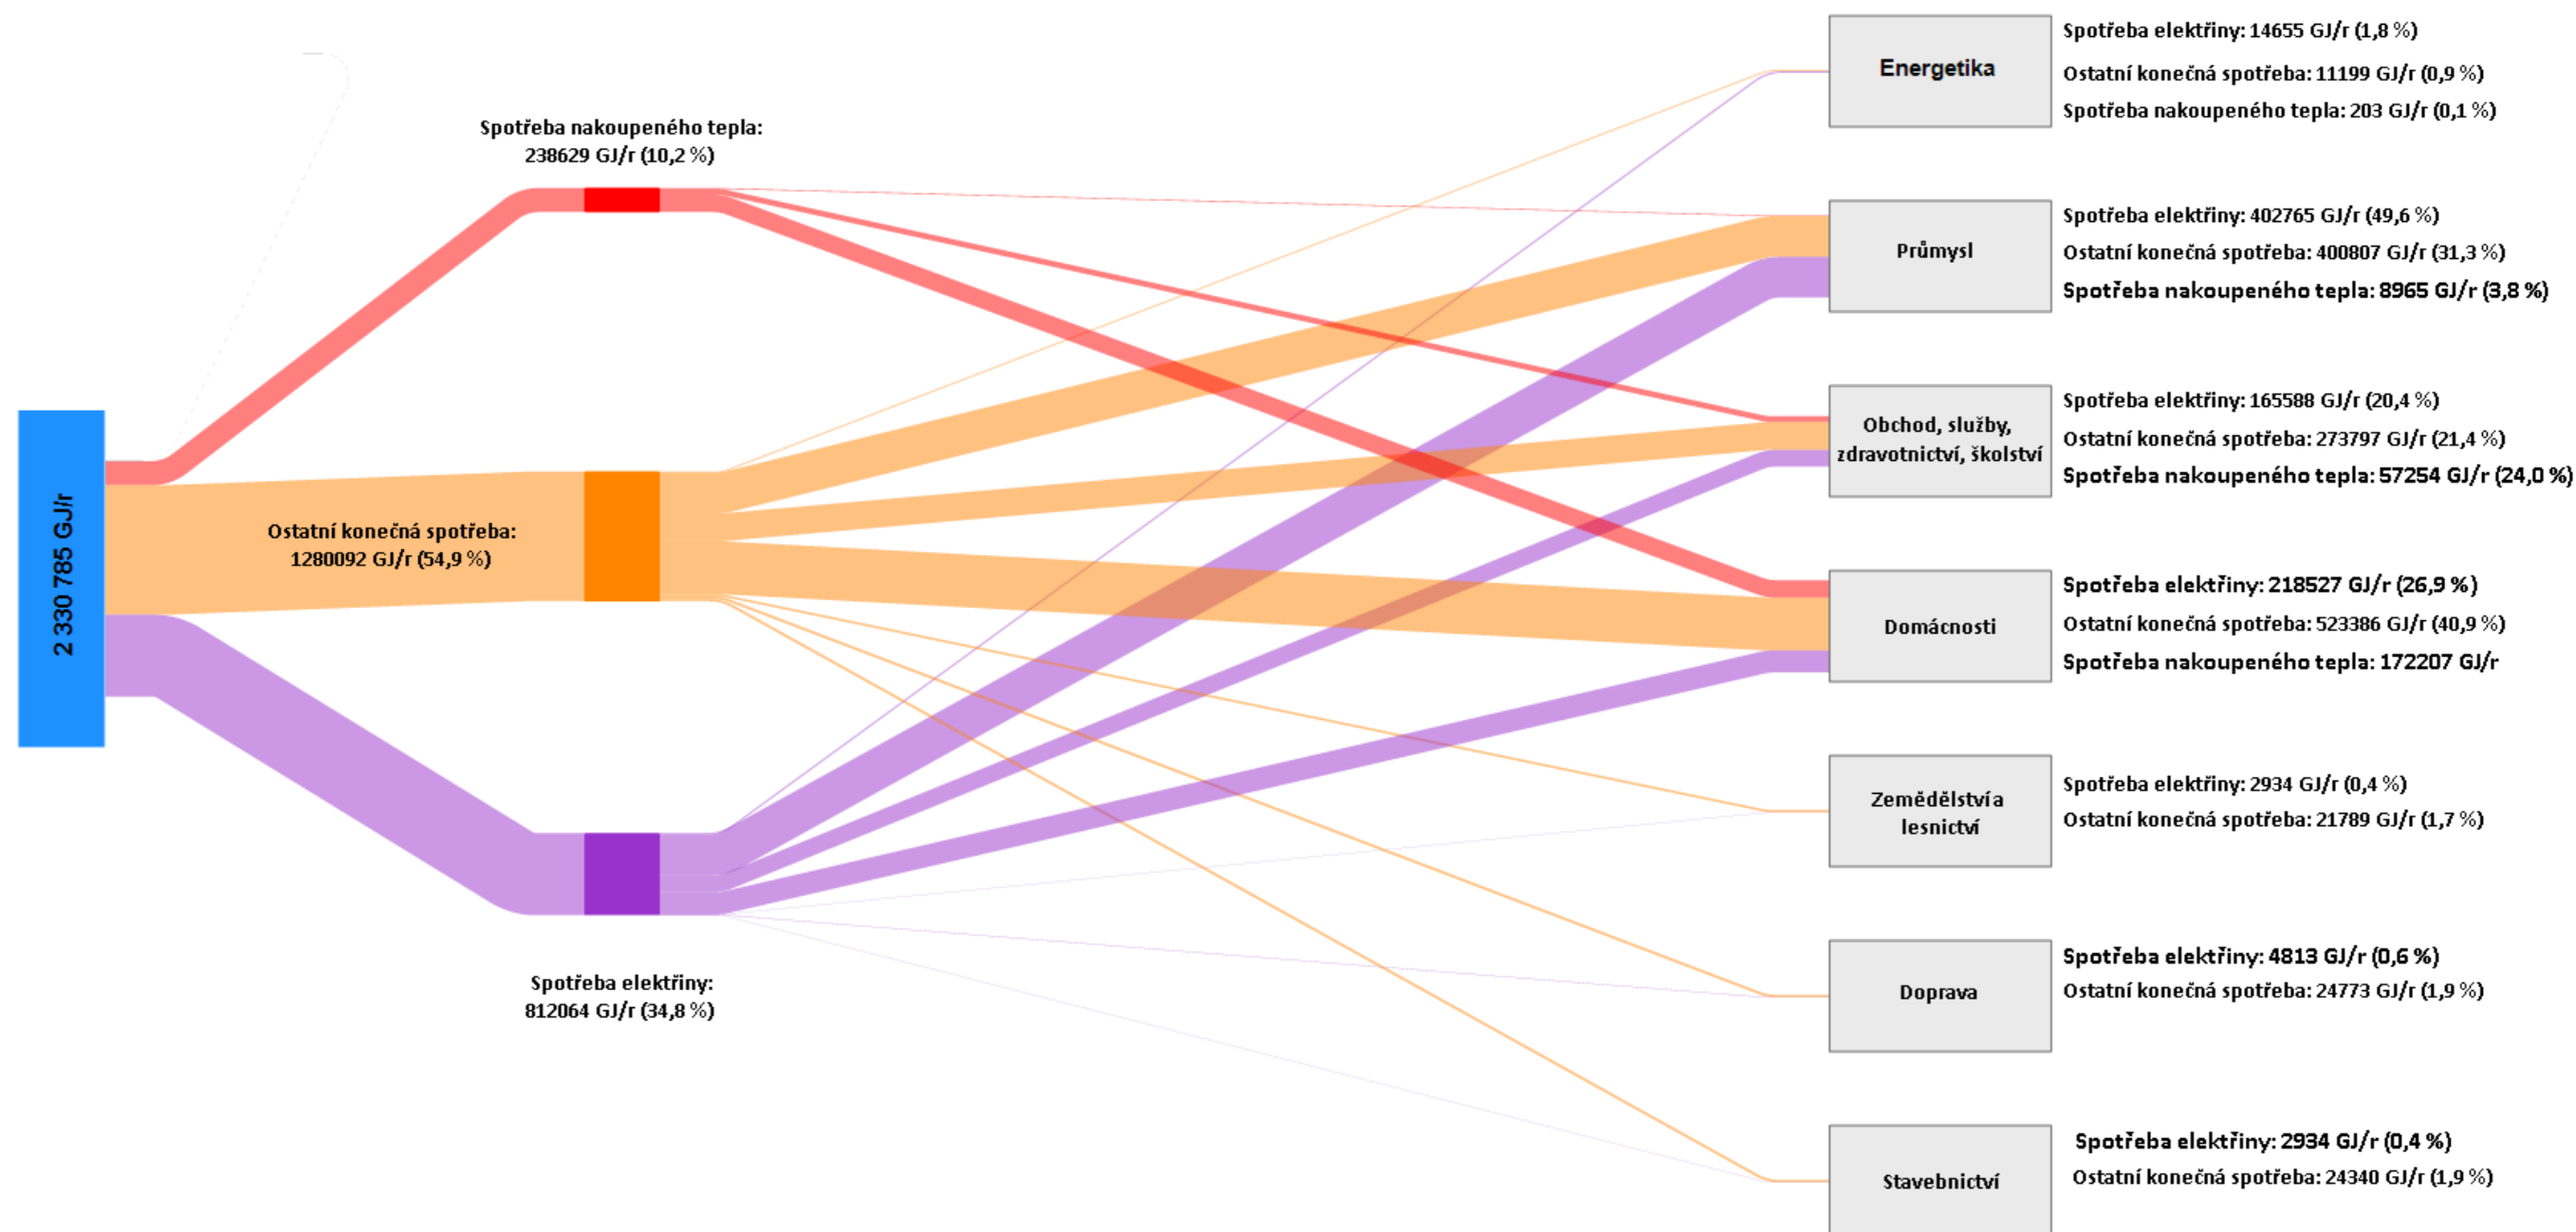 2 330 785 GJ/r
Spotřeba nakoupeného tepla:
238629 GJ/r (10,2 %)
Ostatní konečná spotřeba:
1280092 GJ/r (54,9 %)
Spotřeba elektřiny:
812064 GJ/r (34,8 %)
Energetika
Spotřeba elektřiny: 14655 GJ/r (1,8 %)
Ostatní konečná spotřeba: 11199 GJ/r (0,9 %)
Spotřeba nakoupeného tepla: 203 GJ/r (0,1 %)
Průmysl
Spotřeba elektřiny: 402765 GJ/r (49,6 %)
Ostatní konečná spotřeba: 400807 GJ/r (31,3 %)
Spotřeba nakoupeného tepla: 8965 GJ/r (3,8 %)
Obchod, služby,
zdravotnictví, školství
Spotřeba elektřiny: 165588 GJ/r (20,4 %)
Ostatní konečná spotřeba: 273797 GJ/r (21,4 %)
Spotřeba nakoupeného tepla: 57254 GJ/r (24,0 %)
Domácnosti
Spotřeba elektřiny: 218527 GJ/r (26,9 %)
Ostatní konečná spotřeba: 523386 GJ/r (40,9 %)
Spotřeba nakoupeného tepla: 172207 GJ/r
Zemědělství a
lesnictví
Spotřeba elektřiny: 2934 GJ/r (0,4 %)
Ostatní konečná spotřeba: 21789 GJ/r (1,7 %)
Doprava
Spotřeba elektřiny: 4813 GJ/r (0,6 %)
Ostatní konečná spotřeba: 24773 GJ/r (1,9 %)
Stavebnictví
Spotřeba elektřiny: 2934 GJ/r (0,4 %)
Ostatní konečná spotřeba: 24340 GJ/r (1,9 %)